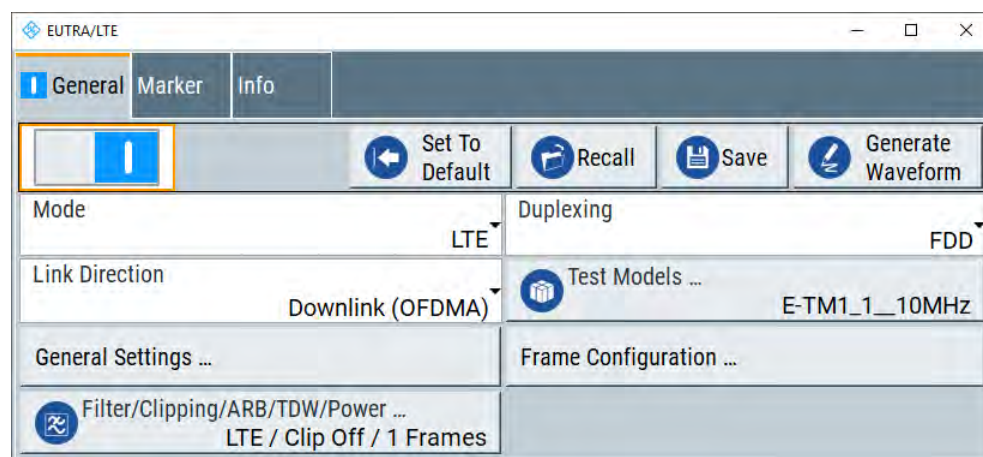 EUTRA/LTE
General Marker Info
Set To
Default
Recall
Save
Generate
Waveform
Mode
LTE
Duplexing
FDD
Link Direction
Downlink (OFDMA)
Test Models ...
E-TM1_1__10MHz
General Settings ...
Frame Configuration ...
Filter/Clipping/ARB/TDW/Power ...
LTE / Clip Off / 1 Frames